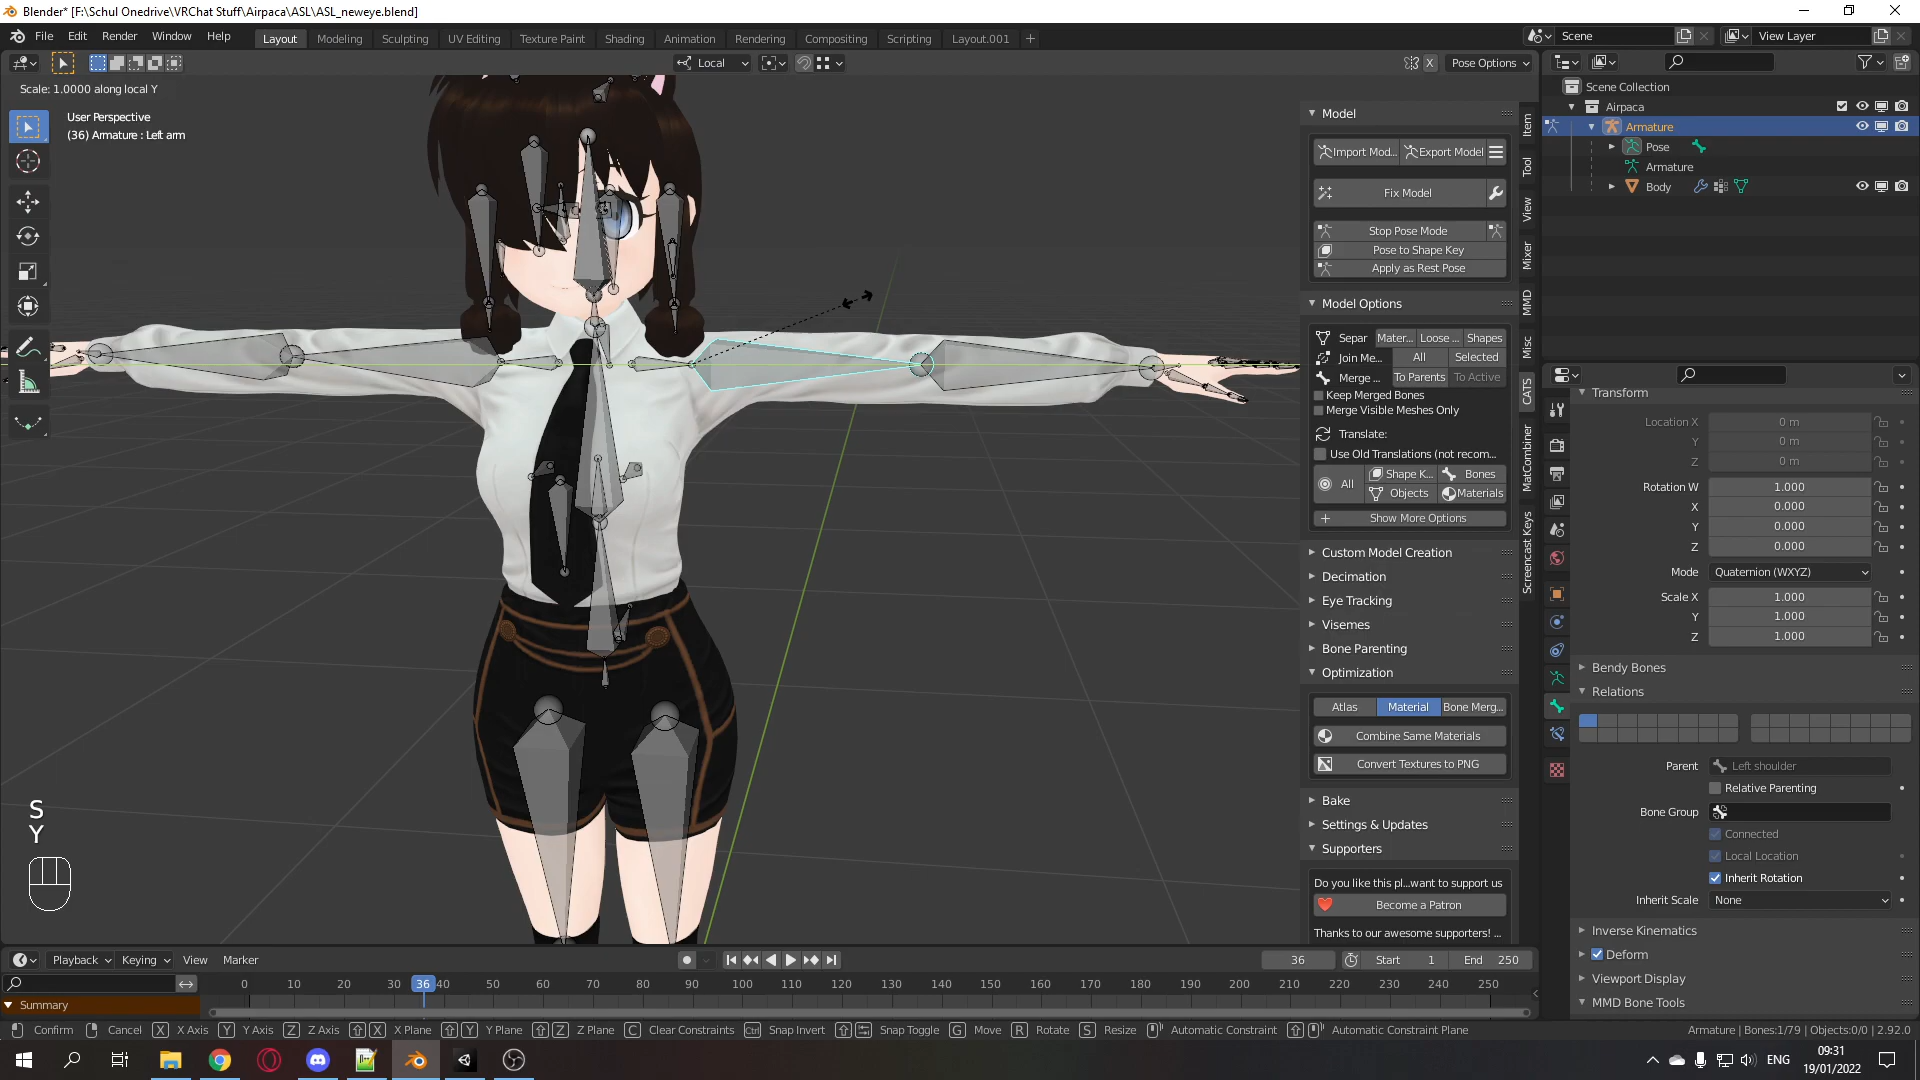 Blender* [F:\Schul Onedrive\VRChat Stuff\Airpaca\ASL\ASL_neweye.blend]
File Edit Render Window Help
Layout Modeling Sculpting UV Editing Texture Paint Shading Animation Rendering Compositing Scripting Layout.001 +
Scene
View Layer
Local
X
Pose Options
Scale: 1.0000 along local Y
User Perspective
(36) Armature : Left arm
Model
Import Mod... Export Model
Fix Model
Stop Pose Mode
Pose to Shape Key
Apply as Rest Pose
Model Options
Separ Mater... Loose ... Shapes
Join Me... All Selected
Merge ... To Parents To Active
Keep Merged Bones
Merge Visible Meshes Only
Translate:
Use Old Translations (not recom...
All Shape K... Bones
Objects Materials
Show More Options
Custom Model Creation
Decimation
Eye Tracking
Visemes
Bone Parenting
Optimization
Atlas Material Bone Merg...
Combine Same Materials
Convert Textures to PNG
Bake
Settings & Updates
Supporters
Do you like this pl...want to support us
Become a Patron
Thanks to our awesome supporters! ...
Item
Tool
View
Mixer
MMD
Misc
CATS
MatCombiner
Screencast Keys
Scene Collection
Airpaca
Armature
Pose
Armature
Body
Transform
Location X 0 m
Y 0 m
Z 0 m
Rotation W 1.000
X 0.000
Y 0.000
Z 0.000
Mode Quaternion (WXYZ)
Scale X 1.000
Y 1.000
Z 1.000
Bendy Bones
Relations
Parent Left shoulder
Relative Parenting
Bone Group
Connected
Local Location
Inherit Rotation
Inherit Scale None
Inverse Kinematics
Deform
Viewport Display
MMD Bone Tools
S
Y
Playback Keying View Marker
36 Start 1 End 250
0 10 20 30 36 40 50 60 70 80 90 100 110 120 130 140 150 160 170 180 190 200 210 220 230 240 250
Summary
Confirm Cancel X X Axis Y Y Axis Z Z Axis X X Plane Y Y Plane Z Z Plane C Clear Constraints Ctrl Snap Invert Snap Toggle G Move R Rotate S Resize Automatic Constraint Automatic Constraint Plane
Armature | Bones:1/79 | Objects:0/0 | 2.92.0
ENG
09:31
19/01/2022